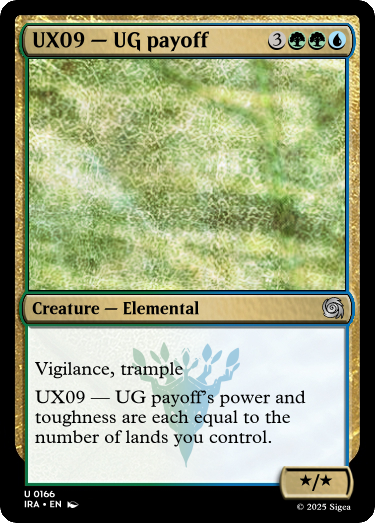 UX09 — UG payoff 3
Creature — Elemental
Vigilance, trample
UX09 — UG payoff's power and
toughness are each equal to the
number of lands you control.
★/★
U 0166
IRA • EN
© 2025 Sigea